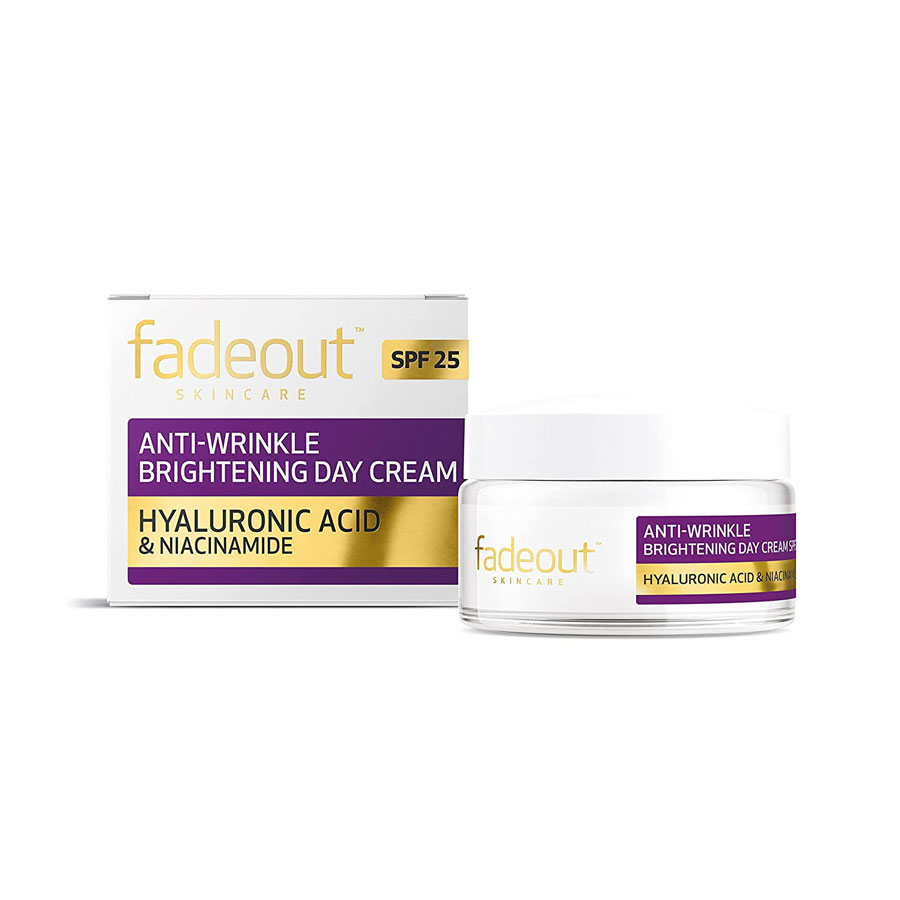 fadeout™
SKINCARE
SPF 25
ANTI-WRINKLE
BRIGHTENING DAY CREAM
HYALURONIC ACID
& NIACINAMIDE
fadeout™
SKINCARE
ANTI-WRINKLE
BRIGHTENING DAY CREAM SPF
HYALURONIC ACID &